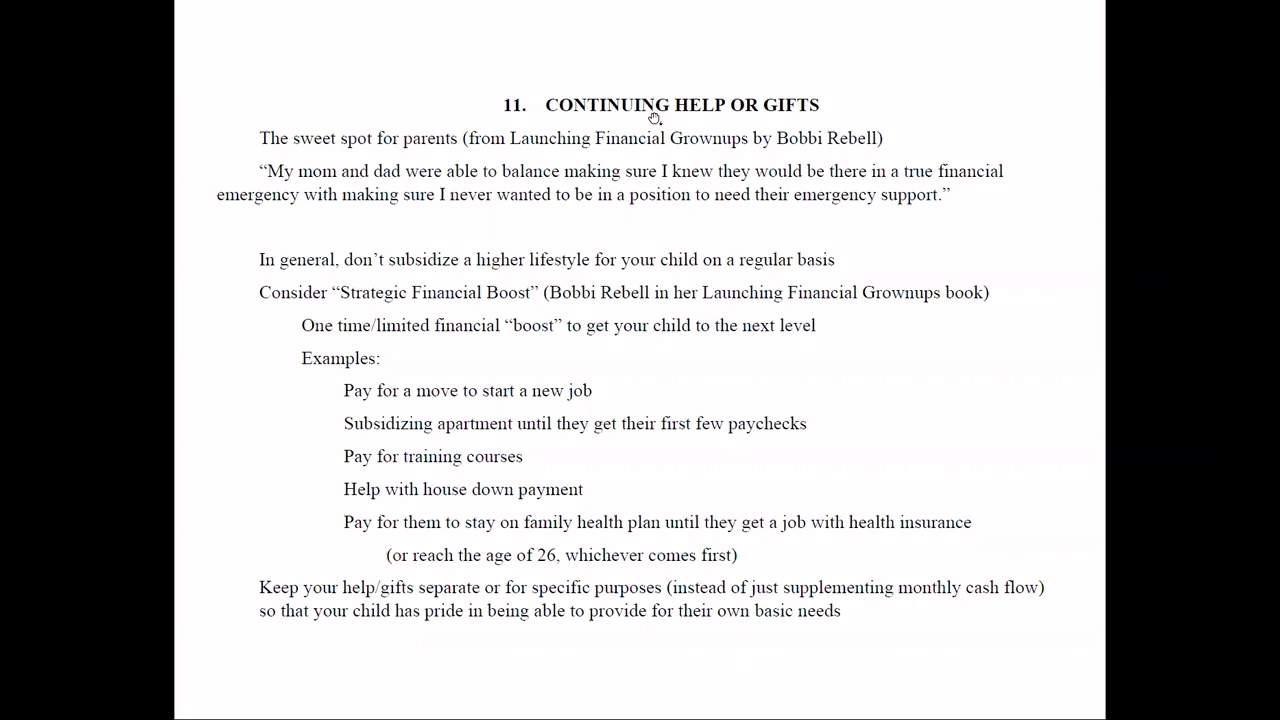 11. CONTINUING HELP OR GIFTS
The sweet spot for parents (from Launching Financial Grownups by Bobbi Rebell)
“My mom and dad were able to balance making sure I knew they would be there in a true financial
emergency with making sure I never wanted to be in a position to need their emergency support.”
In general, don’t subsidize a higher lifestyle for your child on a regular basis
Consider “Strategic Financial Boost” (Bobbi Rebell in her Launching Financial Grownups book)
One time/limited financial “boost” to get your child to the next level
Examples:
Pay for a move to start a new job
Subsidizing apartment until they get their first few paychecks
Pay for training courses
Help with house down payment
Pay for them to stay on family health plan until they get a job with health insurance
(or reach the age of 26, whichever comes first)
Keep your help/gifts separate or for specific purposes (instead of just supplementing monthly cash flow)
so that your child has pride in being able to provide for their own basic needs